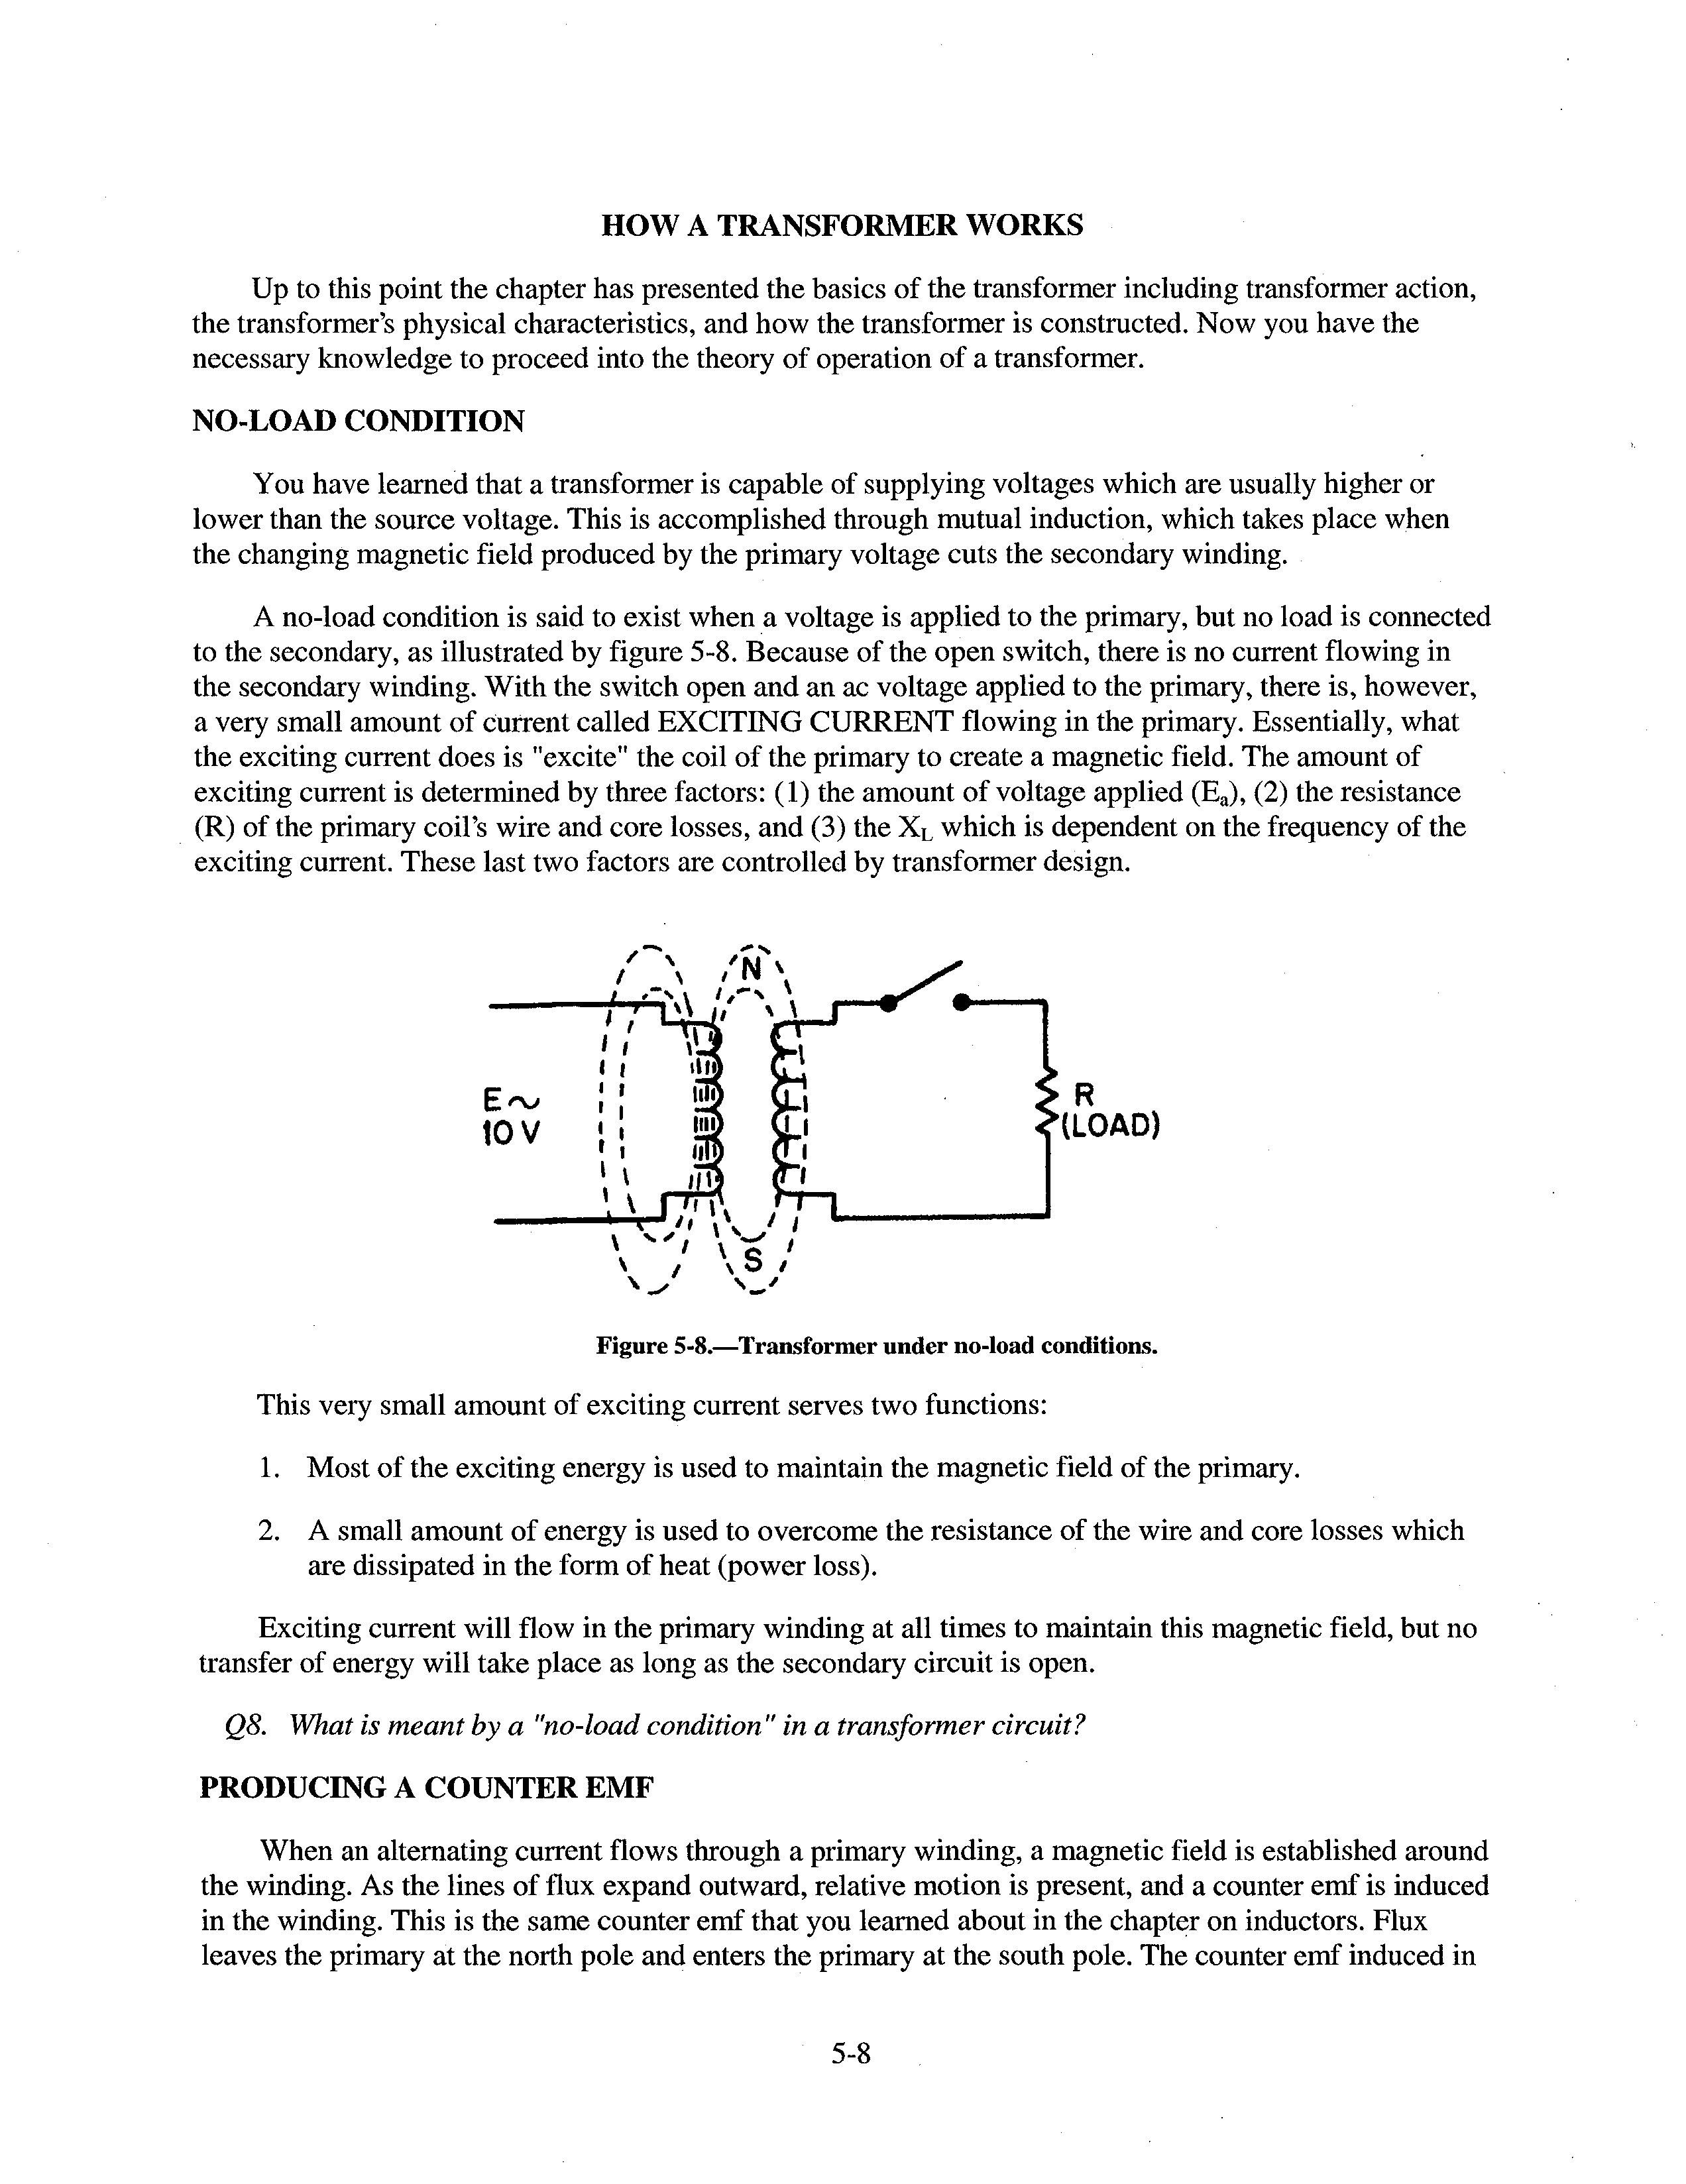 HOW A TRANSFORMER WORKS
Up to this point the chapter has presented the basics of the transformer including transformer action,
the transformer's physical characteristics, and how the transformer is constructed. Now you have the
necessary knowledge to proceed into the theory of operation of a transformer.
NO-LOAD CONDITION
You have learned that a transformer is capable of supplying voltages which are usually higher or
lower than the source voltage. This is accomplished through mutual induction, which takes place when
the changing magnetic field produced by the primary voltage cuts the secondary winding.
A no-load condition is said to exist when a voltage is applied to the primary, but no load is connected
to the secondary, as illustrated by figure 5-8. Because of the open switch, there is no current flowing in
the secondary winding. With the switch open and an ac voltage applied to the primary, there is, however,
a very small amount of current called EXCITING CURRENT flowing in the primary. Essentially, what
the exciting current does is "excite" the coil of the primary to create a magnetic field. The amount of
exciting current is determined by three factors: (1) the amount of voltage applied (Eₐ), (2) the resistance
(R) of the primary coil's wire and core losses, and (3) the X_L which is dependent on the frequency of the
exciting current. These last two factors are controlled by transformer design.
N
E~
10 V
R
(LOAD)
S
Figure 5-8.—Transformer under no-load conditions.
This very small amount of exciting current serves two functions:
1. Most of the exciting energy is used to maintain the magnetic field of the primary.
2. A small amount of energy is used to overcome the resistance of the wire and core losses which
are dissipated in the form of heat (power loss).
Exciting current will flow in the primary winding at all times to maintain this magnetic field, but no
transfer of energy will take place as long as the secondary circuit is open.
Q8. What is meant by a "no-load condition" in a transformer circuit?
PRODUCING A COUNTER EMF
When an alternating current flows through a primary winding, a magnetic field is established around
the winding. As the lines of flux expand outward, relative motion is present, and a counter emf is induced
in the winding. This is the same counter emf that you learned about in the chapter on inductors. Flux
leaves the primary at the north pole and enters the primary at the south pole. The counter emf induced in
5-8